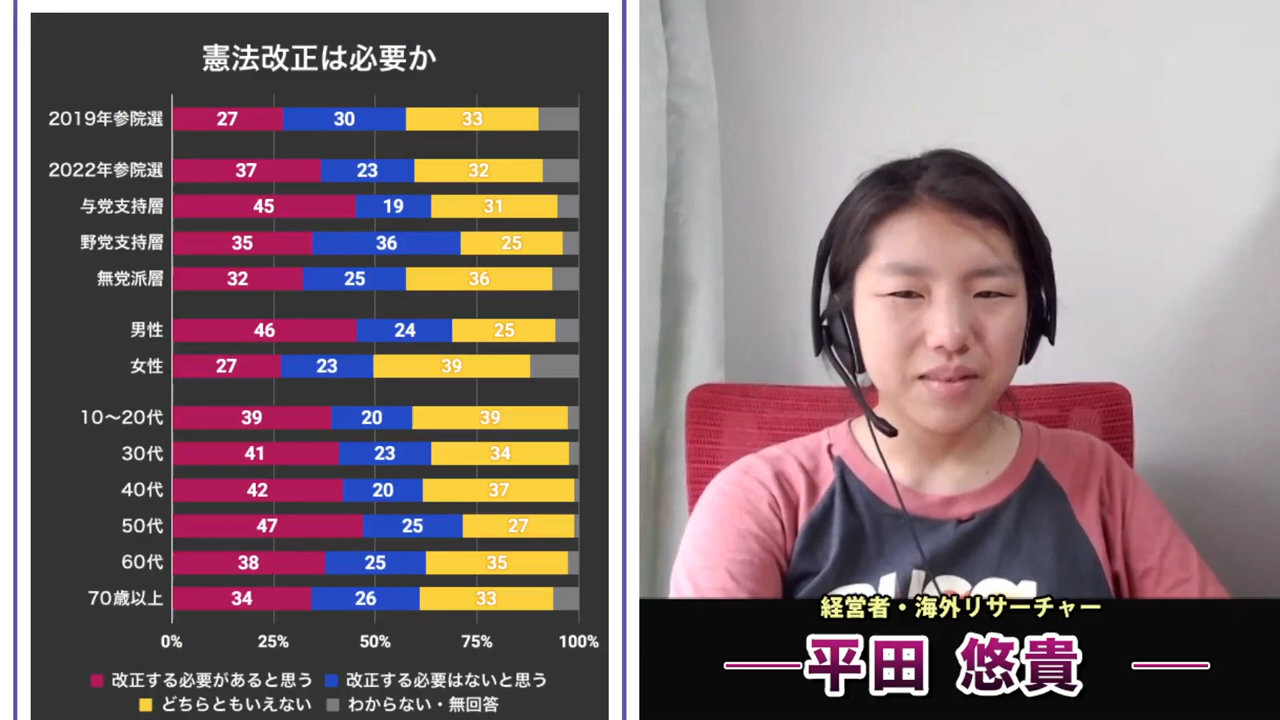 憲法改正は必要か
2019年参院選 27 30 33
2022年参院選 37 23 32
与党支持層 45 19 31
野党支持層 35 36 25
無党派層 32 25 36
男性 46 24 25
女性 27 23 39
10〜20代 39 20 39
30代 41 23 34
40代 42 20 37
50代 47 25 27
60代 38 25 35
70歳以上 34 26 33
0% 25% 50% 75% 100%
改正する必要があると思う 改正する必要はないと思う
どちらともいえない わからない・無回答
経営者・海外リサーチャー
平田 悠貴